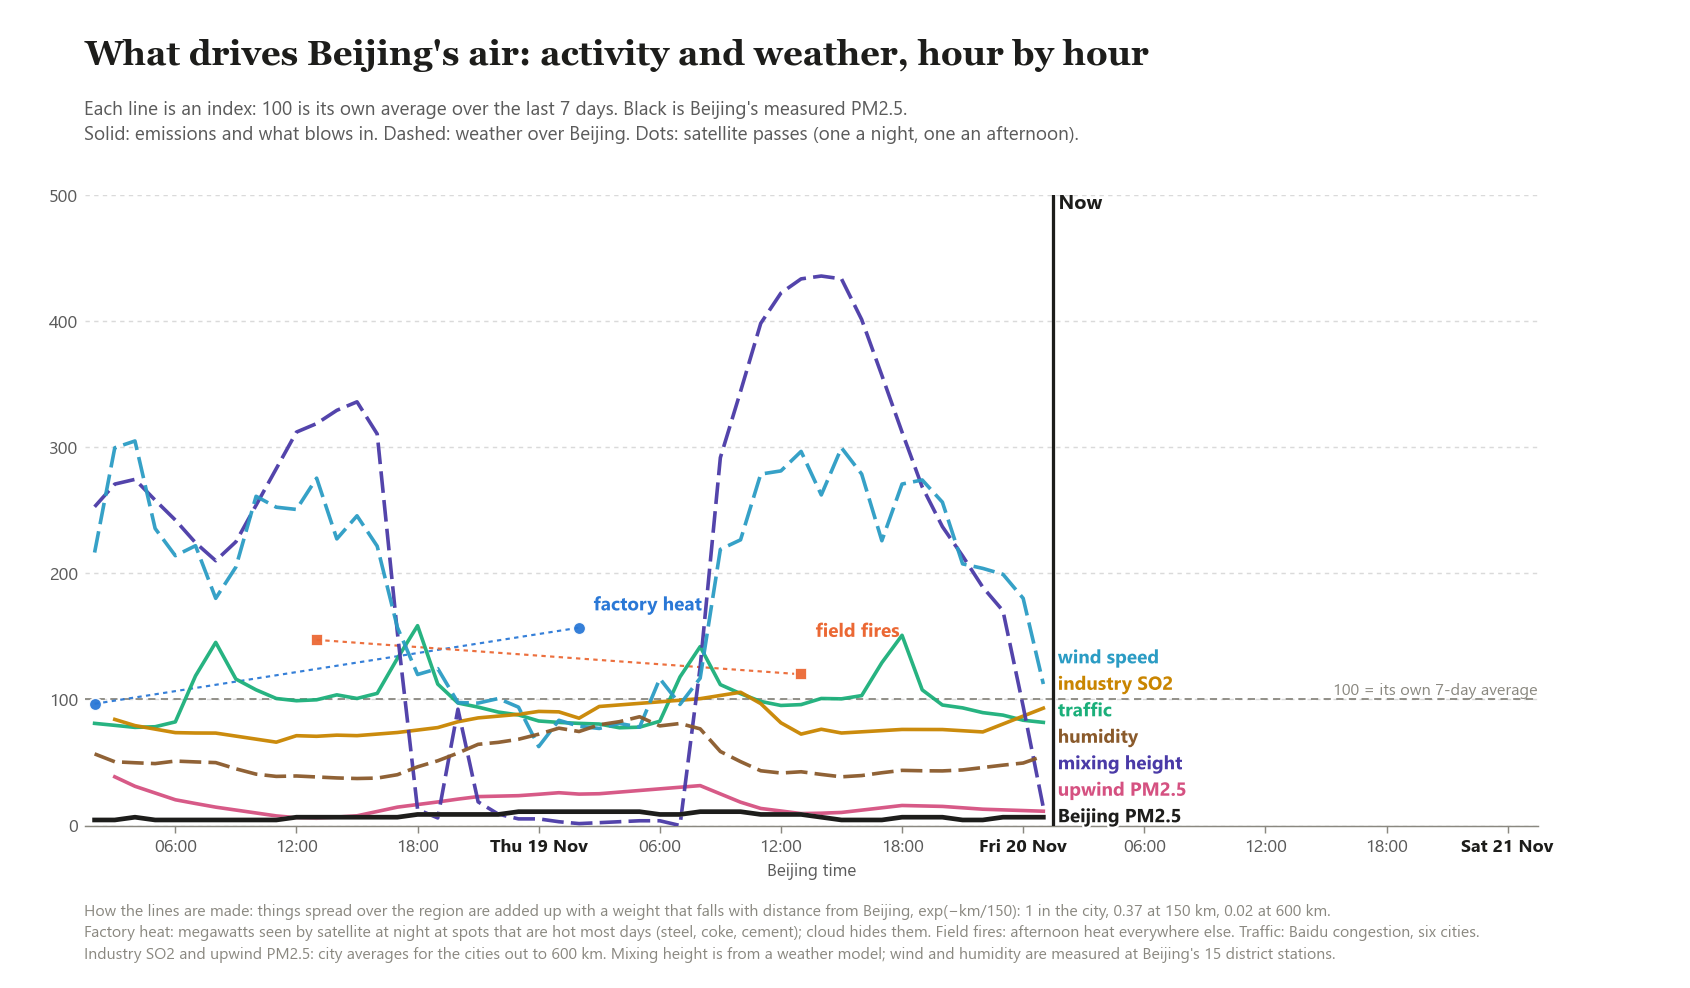 What drives Beijing's air: activity and weather, hour by hour
Each line is an index: 100 is its own average over the last 7 days. Black is Beijing's measured PM2.5.
Solid: emissions and what blows in. Dashed: weather over Beijing. Dots: satellite passes (one a night, one an afternoon).
500
Now
400
300
200
factory heat
field fires
wind speed
industry SO2
100 = its own 7-day average
100
traffic
humidity
mixing height
upwind PM2.5
Beijing PM2.5
0
06:00 12:00 18:00 Thu 19 Nov 06:00 12:00 18:00 Fri 20 Nov 06:00 12:00 18:00 Sat 21 Nov
Beijing time
How the lines are made: things spread over the region are added up with a weight that falls with distance from Beijing, exp(−km/150): 1 in the city, 0.37 at 150 km, 0.02 at 600 km.
Factory heat: megawatts seen by satellite at night at spots that are hot most days (steel, coke, cement); cloud hides them. Field fires: afternoon heat everywhere else. Traffic: Baidu congestion, six cities.
Industry SO2 and upwind PM2.5: city averages for the cities out to 600 km. Mixing height is from a weather model; wind and humidity are measured at Beijing's 15 district stations.